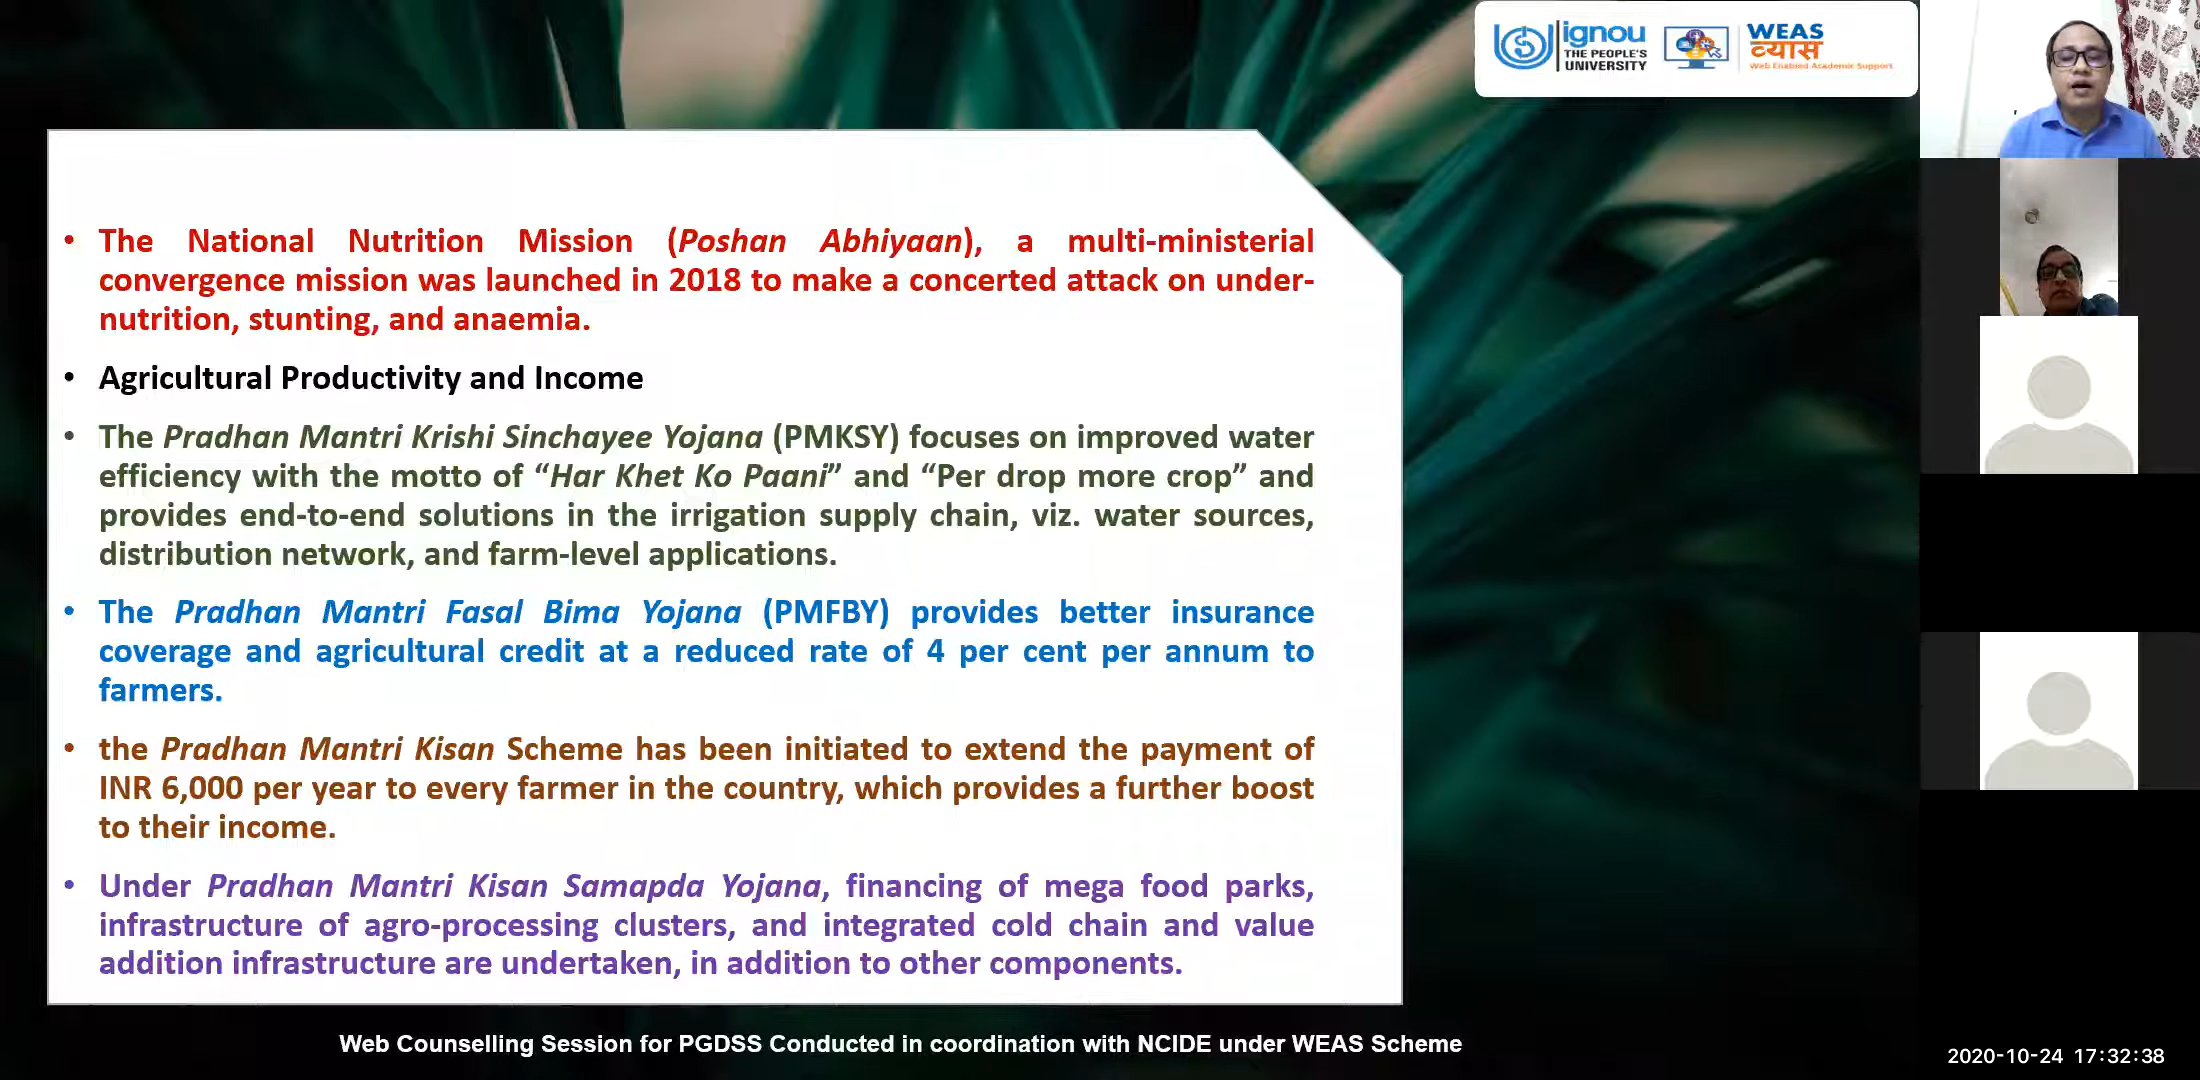 ignou
THE PEOPLE'S
UNIVERSITY
WEAS
व्यास
Web Enabled Academic Support
• The National Nutrition Mission (Poshan Abhiyaan), a multi-ministerial
convergence mission was launched in 2018 to make a concerted attack on under-
nutrition, stunting, and anaemia.
• Agricultural Productivity and Income
• The Pradhan Mantri Krishi Sinchayee Yojana (PMKSY) focuses on improved water
efficiency with the motto of “Har Khet Ko Paani” and “Per drop more crop” and
provides end-to-end solutions in the irrigation supply chain, viz. water sources,
distribution network, and farm-level applications.
• The Pradhan Mantri Fasal Bima Yojana (PMFBY) provides better insurance
coverage and agricultural credit at a reduced rate of 4 per cent per annum to
farmers.
• the Pradhan Mantri Kisan Scheme has been initiated to extend the payment of
INR 6,000 per year to every farmer in the country, which provides a further boost
to their income.
• Under Pradhan Mantri Kisan Samapda Yojana, financing of mega food parks,
infrastructure of agro-processing clusters, and integrated cold chain and value
addition infrastructure are undertaken, in addition to other components.
Web Counselling Session for PGDSS Conducted in coordination with NCIDE under WEAS Scheme
2020-10-24 17:32:38